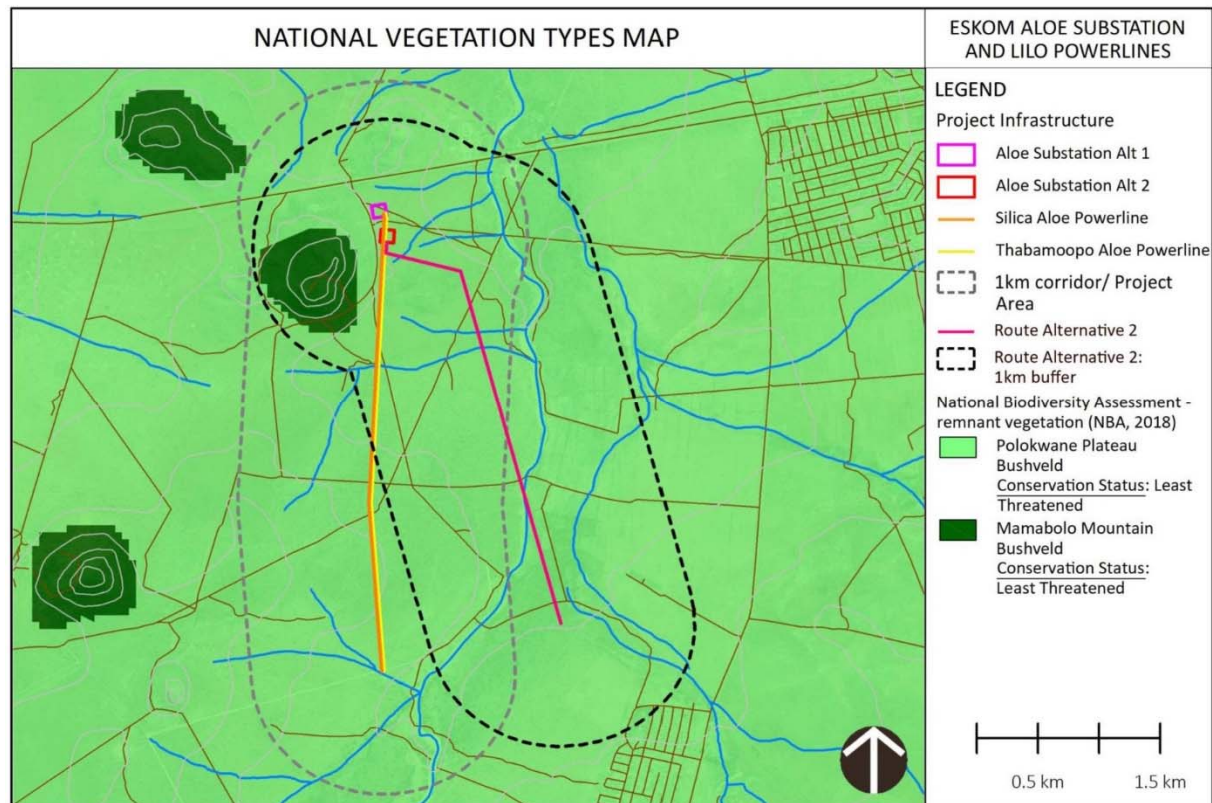 NATIONAL VEGETATION TYPES MAP
ESKOM ALOE SUBSTATION
AND LILO POWERLINES
LEGEND
Project Infrastructure
Aloe Substation Alt 1
Aloe Substation Alt 2
Silica Aloe Powerline
Thabamoopo Aloe Powerline
1km corridor/ Project
Area
Route Alternative 2
Route Alternative 2:
1km buffer
National Biodiversity Assessment -
remnant vegetation (NBA, 2018)
Polokwane Plateau
Bushveld
Conservation Status: Least
Threatened
Mamabolo Mountain
Bushveld
Conservation Status:
Least Threatened
0.5 km 1.5 km